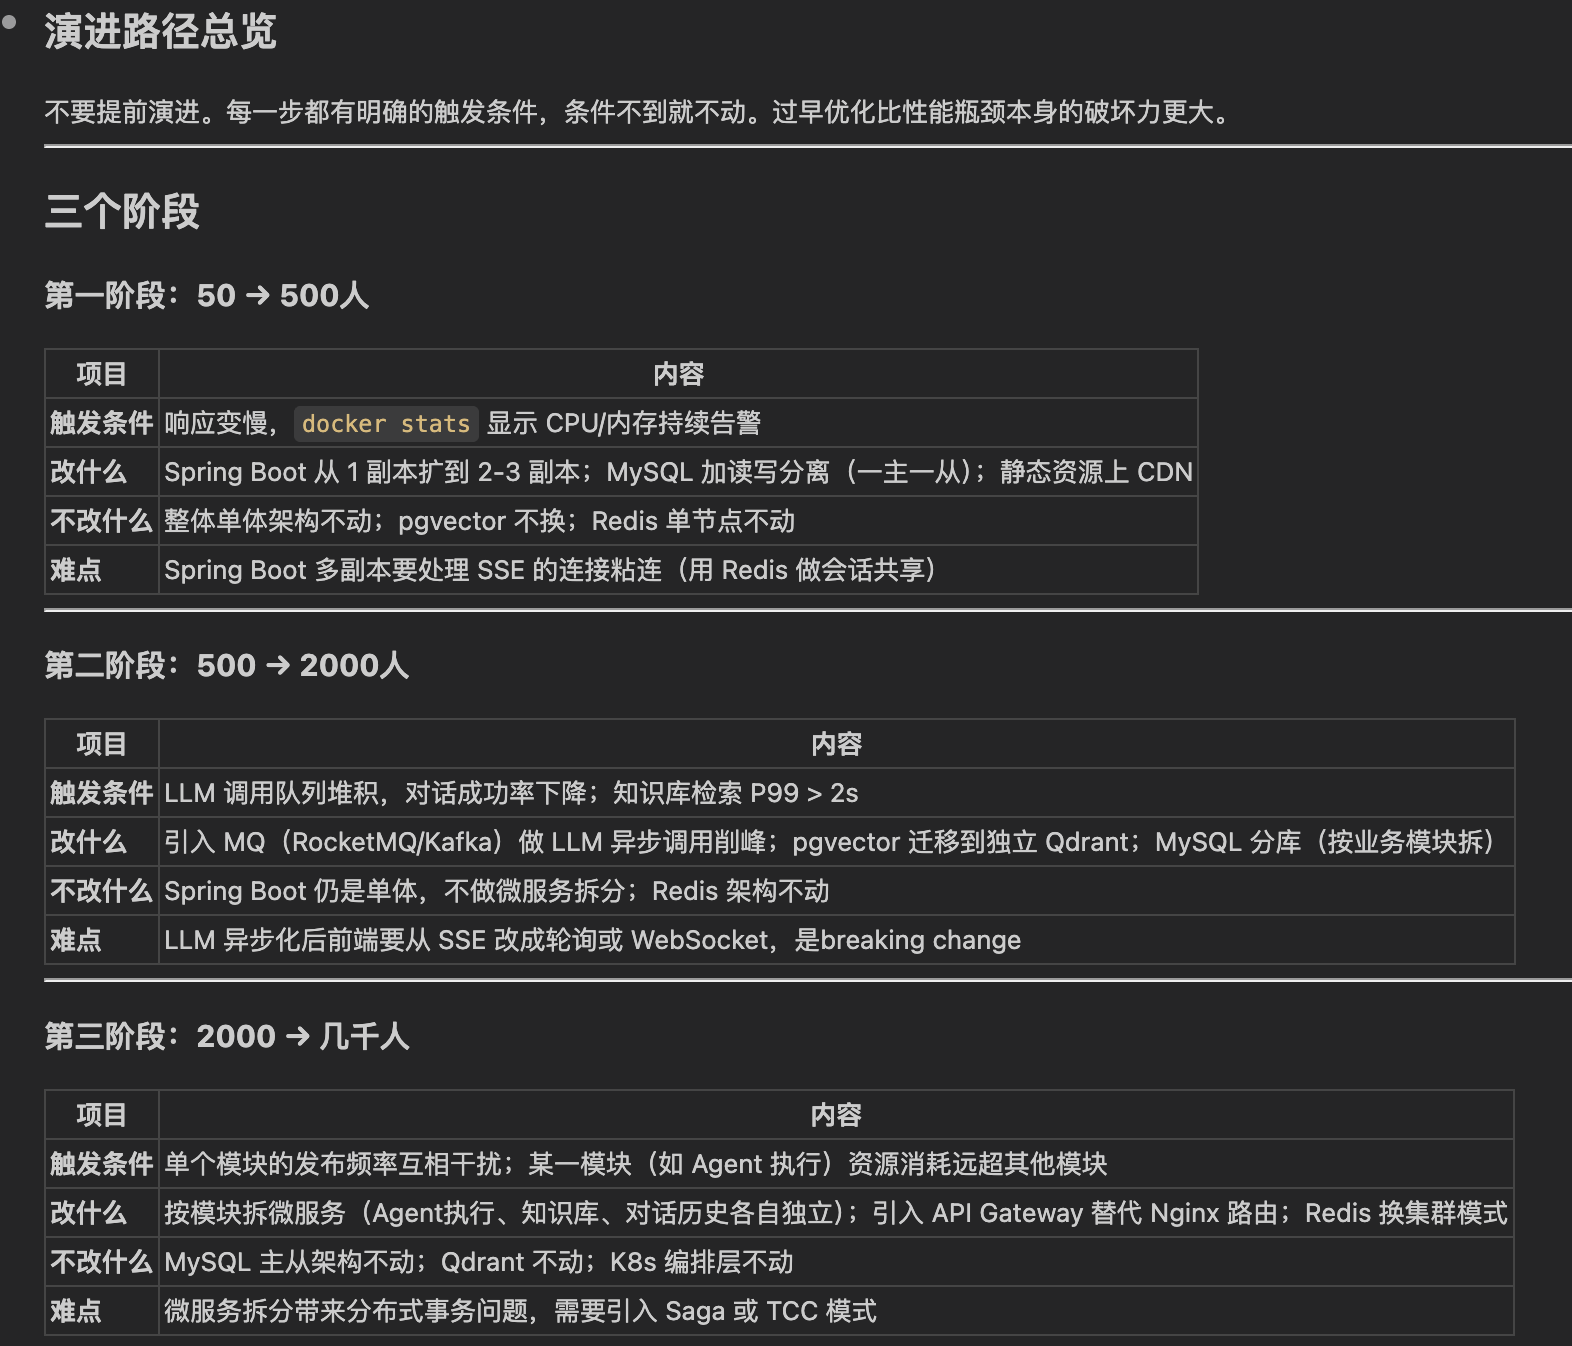 演进路径总览
不要提前演进。每一步都有明确的触发条件，条件不到就不动。过早优化比性能瓶颈本身的破坏力更大。
三个阶段
第一阶段：50 → 500人
项目 内容
触发条件 响应变慢， docker stats 显示 CPU/内存持续告警
改什么 Spring Boot 从 1 副本扩到 2-3 副本；MySQL 加读写分离（一主一从）；静态资源上 CDN
不改什么 整体单体架构不动；pgvector 不换；Redis 单节点不动
难点 Spring Boot 多副本要处理 SSE 的连接粘连（用 Redis 做会话共享）
第二阶段：500 → 2000人
项目 内容
触发条件 LLM 调用队列堆积，对话成功率下降；知识库检索 P99 > 2s
改什么 引入 MQ（RocketMQ/Kafka）做 LLM 异步调用削峰；pgvector 迁移到独立 Qdrant；MySQL 分库（按业务模块拆）
不改什么 Spring Boot 仍是单体，不做微服务拆分；Redis 架构不动
难点 LLM 异步化后前端要从 SSE 改成轮询或 WebSocket，是breaking change
第三阶段：2000 → 几千人
项目 内容
触发条件 单个模块的发布频率互相干扰；某一模块（如 Agent 执行）资源消耗远超其他模块
改什么 按模块拆微服务（Agent执行、知识库、对话历史各自独立）；引入 API Gateway 替代 Nginx 路由；Redis 换集群模式
不改什么 MySQL 主从架构不动；Qdrant 不动；K8s 编排层不动
难点 微服务拆分带来分布式事务问题，需要引入 Saga 或 TCC 模式